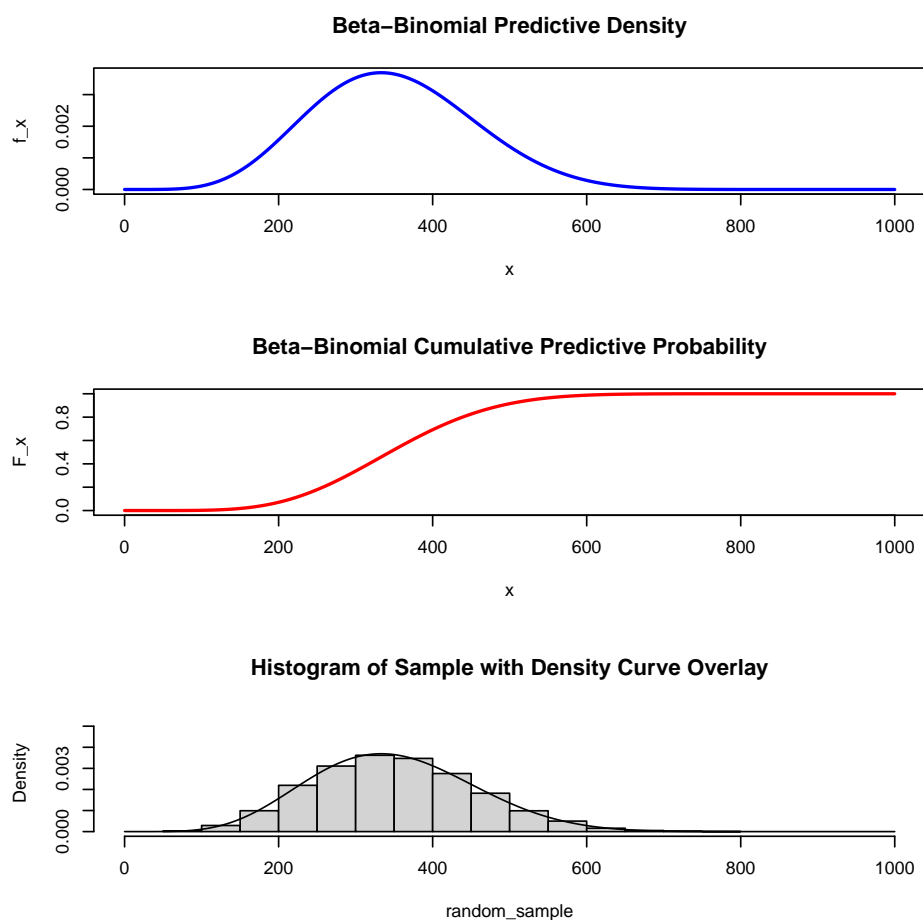 Beta−Binomial Predictive Density
f_x
0.000
0.002
0
200
400
600
800
1000
x
Beta−Binomial Cumulative Predictive Probability
F_x
0.0
0.4
0.8
0
200
400
600
800
1000
x
Histogram of Sample with Density Curve Overlay
Density
0.000
0.003
0
200
400
600
800
1000
random_sample